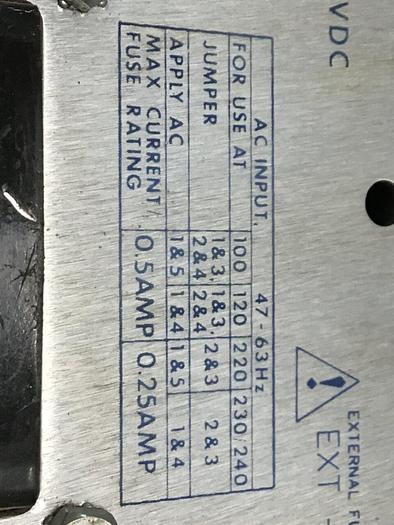 VDC
AC INPUT, 47-63Hz
FOR USE AT 100 120 220 230/240
JUMPER 1&3, 1&3, 2&3 2&3
2&4 2&4
APPLY AC 1&5 1&4 1&5 1&4
MAX CURRENT/ 0.5AMP 0.25AMP
FUSE RATING
EXTERNAL
EXT